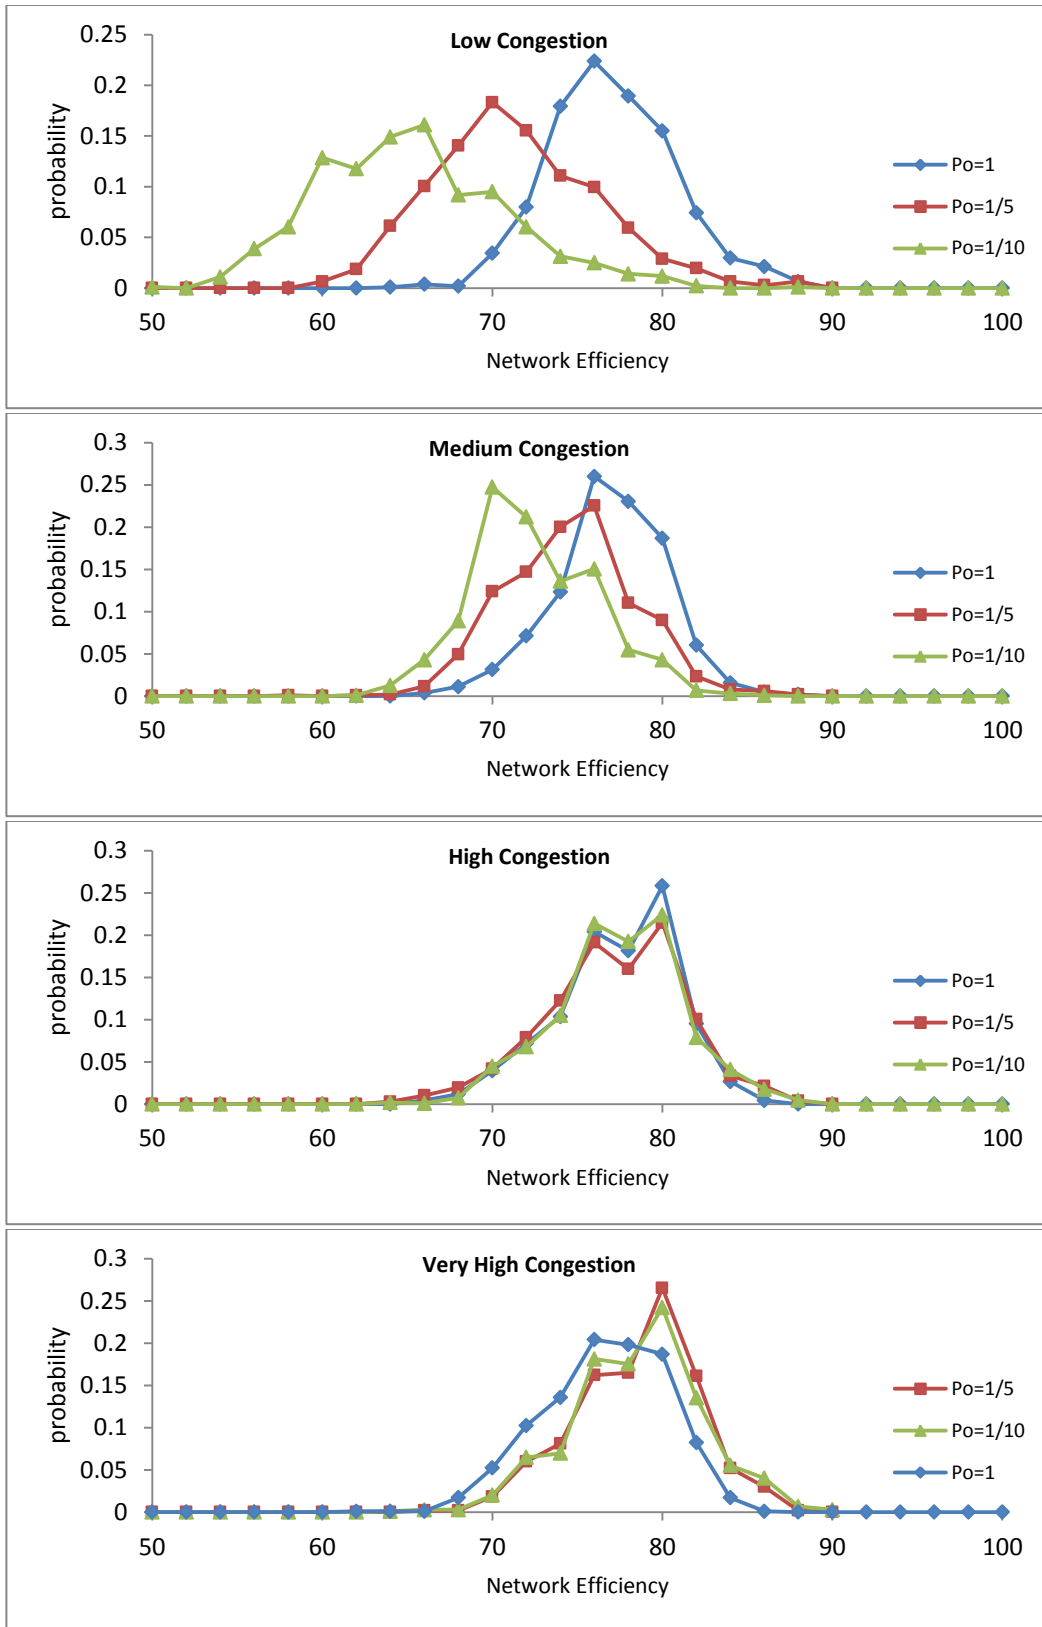 Low Congestion
0.25
0.2
0.15
0.1
0.05
0
probability
50 60 70 80 90 100
Network Efficiency
Po=1
Po=1/5
Po=1/10
Medium Congestion
0.3
0.25
0.2
0.15
0.1
0.05
0
probability
50 60 70 80 90 100
Network Efficiency
Po=1
Po=1/5
Po=1/10
High Congestion
0.3
0.25
0.2
0.15
0.1
0.05
0
probability
50 60 70 80 90 100
Network Efficiency
Po=1
Po=1/5
Po=1/10
Very High Congestion
0.3
0.25
0.2
0.15
0.1
0.05
0
probability
50 60 70 80 90 100
Network Efficiency
Po=1/5
Po=1/10
Po=1